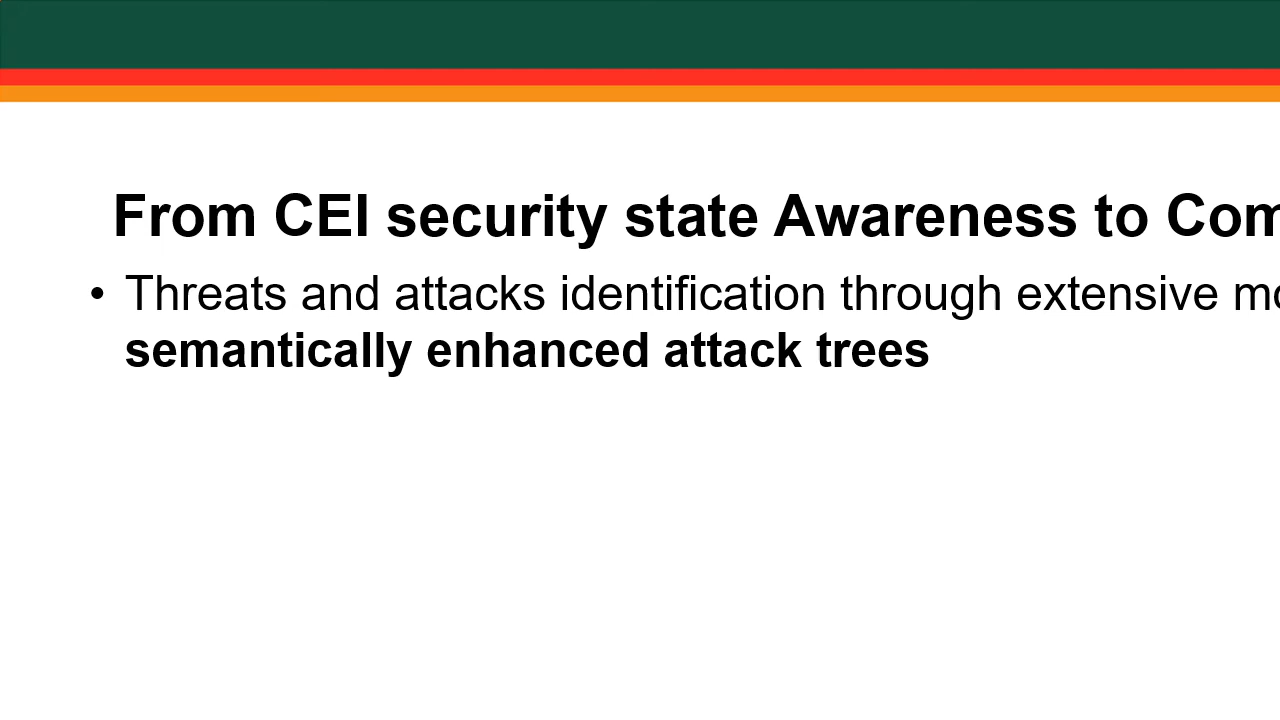 From CEI security state Awareness to Com
• Threats and attacks identification through extensive mo
semantically enhanced attack trees